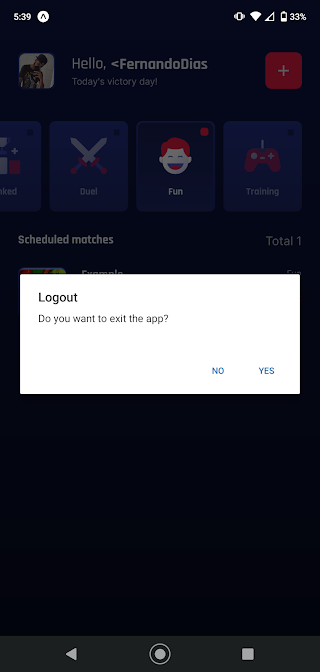 5:39
33%
Hello, <FernandoDias
Today's victory day!
nked
Duel
Fun
Training
Scheduled matches
Total 1
Example
Fun
Logout
Do you want to exit the app?
NO
YES